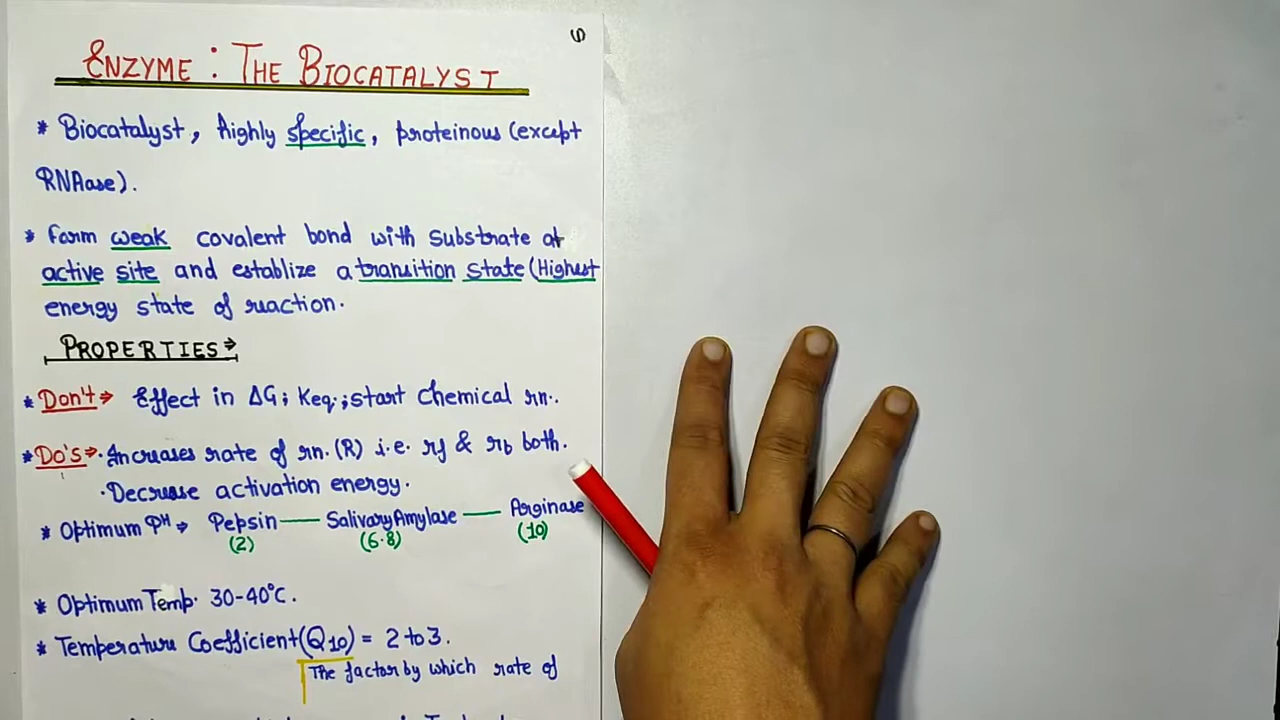 ENZYME : THE BIOCATALYST
* Biocatalyst, highly specific, proteinous (except
RNAase).
* Form weak covalent bond with substrate at
active site and establize a transition state (Highest
energy state of reaction.
PROPERTIES →
* Don't → Effect in ΔG; Keq.; start chemical rn.
* Do's → · Increases rate of rn. (R) i.e. rf & rb both.
· Decrease activation energy.
* Optimum PH ⇒ Pepsin — Salivary Amylase — Arginase
(2) (6.8) (10)
* Optimum Temp. 30-40°C.
* Temperature Coefficient (Q10) = 2 to 3.
The factor by which rate of